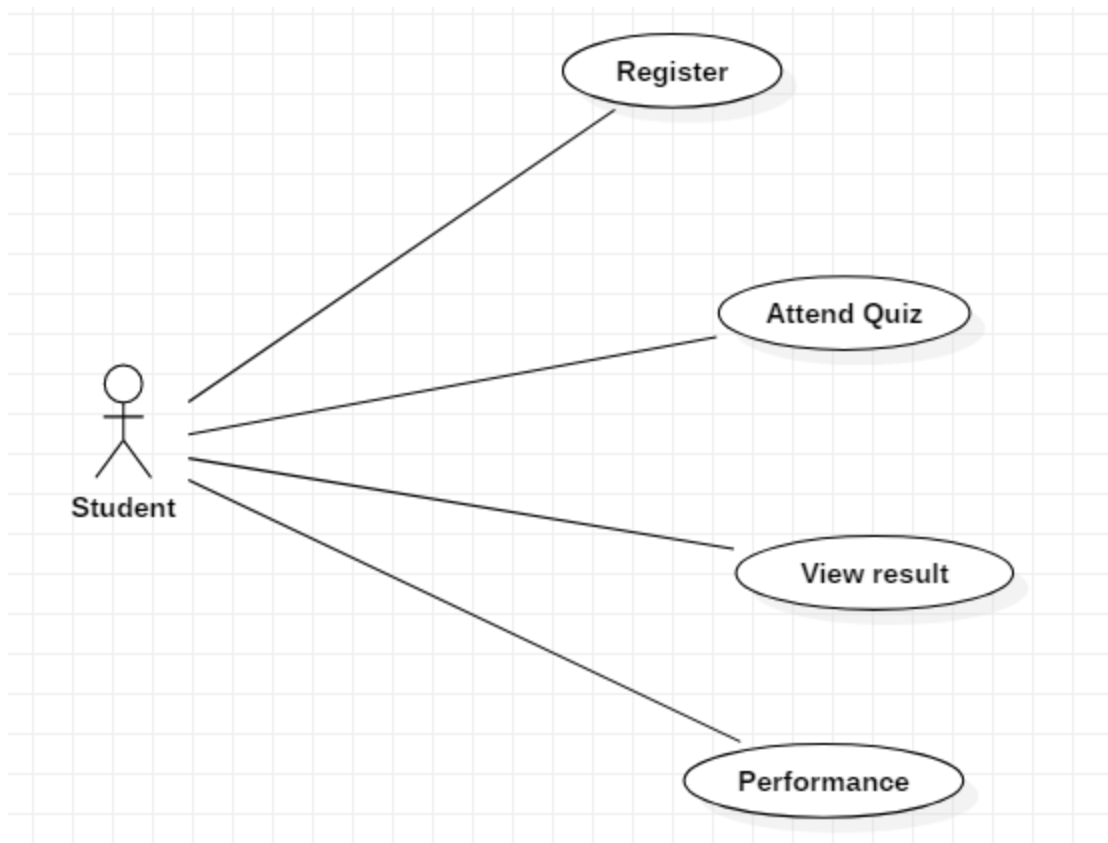 Register
Attend Quiz
Student
View result
Performance